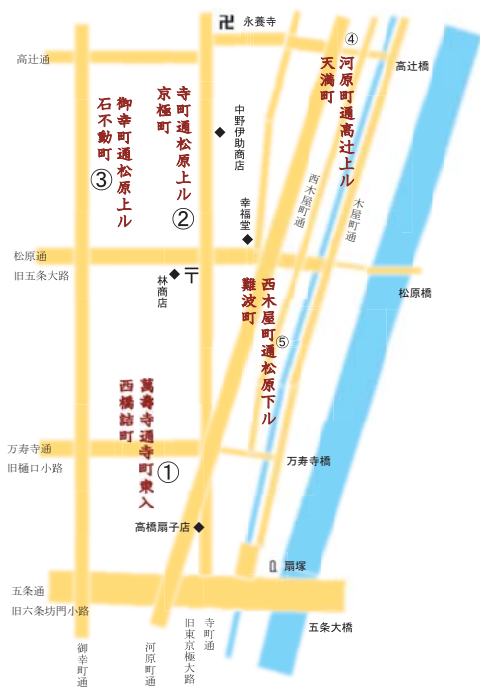 卍 永養寺
④
高辻通
高辻橋
河原町通高辻上ル
天満町
寺町通松原上ル
京極町
②
御幸町通松原上ル
石不動町
③
中野伊助商店
西木屋町通
木屋町通
幸福堂
松原通
旧五条大路
〒
林商店
松原橋
西木屋町通松原下ル
難波町
⑤
萬壽寺通寺町東入
西橋詰町
①
万寿寺通
旧樋口小路
万寿寺橋
高橋扇子店
扇塚
五条通
旧六条坊門小路
五条大橋
御幸町通
河原町通
寺町通
旧東京極大路